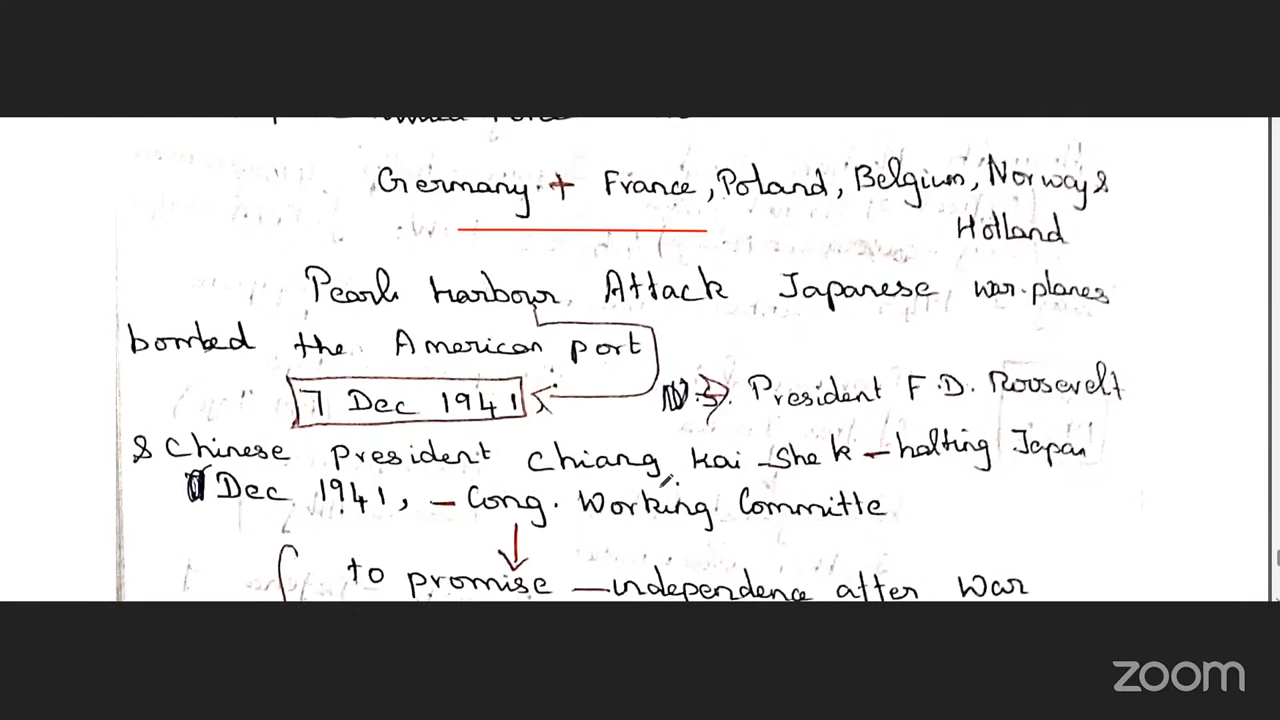 Germany + France, Poland, Belgium, Norway &
Holland
Pearl harbour Attack Japanese war planes
bombed the American port
7 Dec 1941 President F.D. Roosevelt
& Chinese president Chiang Kai-Shek - halting Japan
Dec 1941, - Cong. Working Committe
to promise - independence after war
zoom